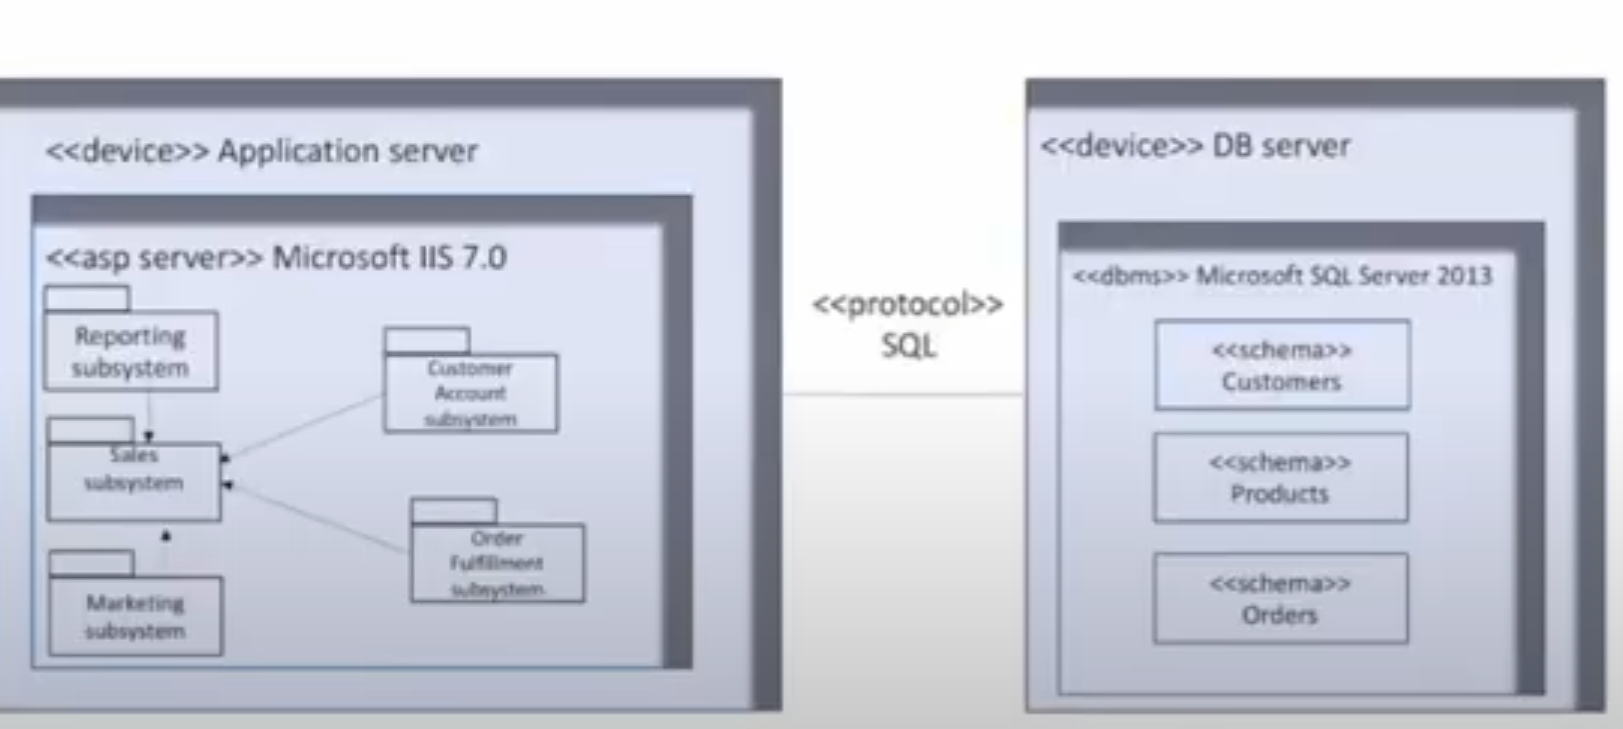 <<device>> Application server
<<asp server>> Microsoft IIS 7.0
Reporting
subsystem
Customer
Account
subsystem
Sales
subsystem
Order
Fulfillment
subsystem
Marketing
subsystem
<<protocol>>
SQL
<<device>> DB server
<<dbms>> Microsoft SQL Server 2013
<<schema>>
Customers
<<schema>>
Products
<<schema>>
Orders